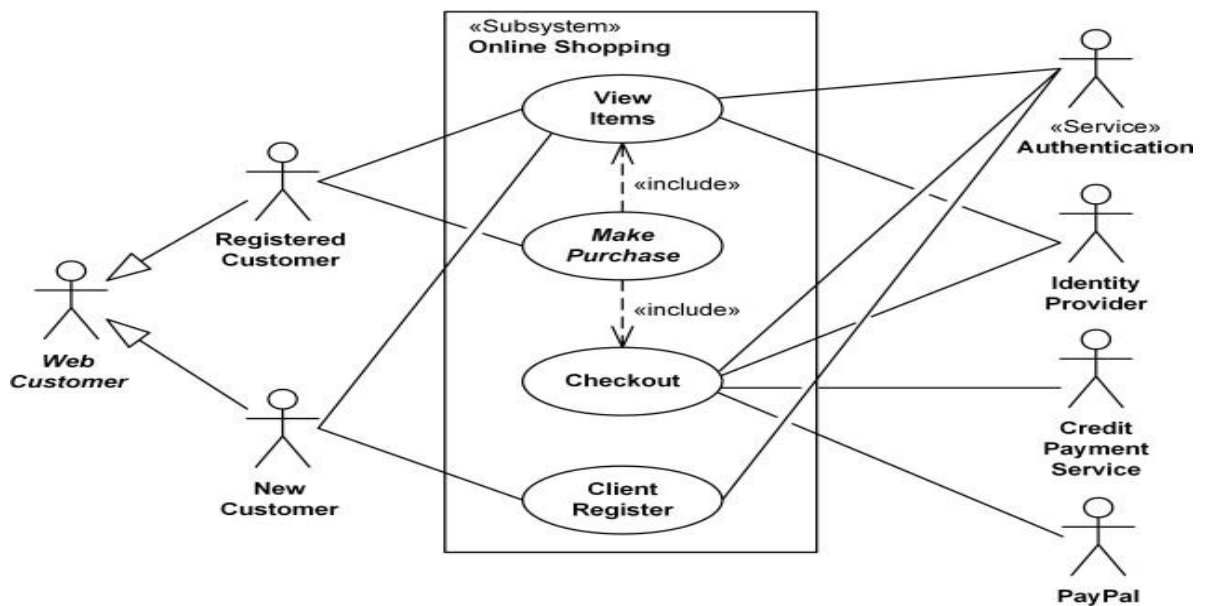 «Subsystem»
Online Shopping
View
Items
«include»
Make
Purchase
«include»
Checkout
Client
Register
Registered
Customer
Web
Customer
New
Customer
«Service»
Authentication
Identity
Provider
Credit
Payment
Service
PayPal